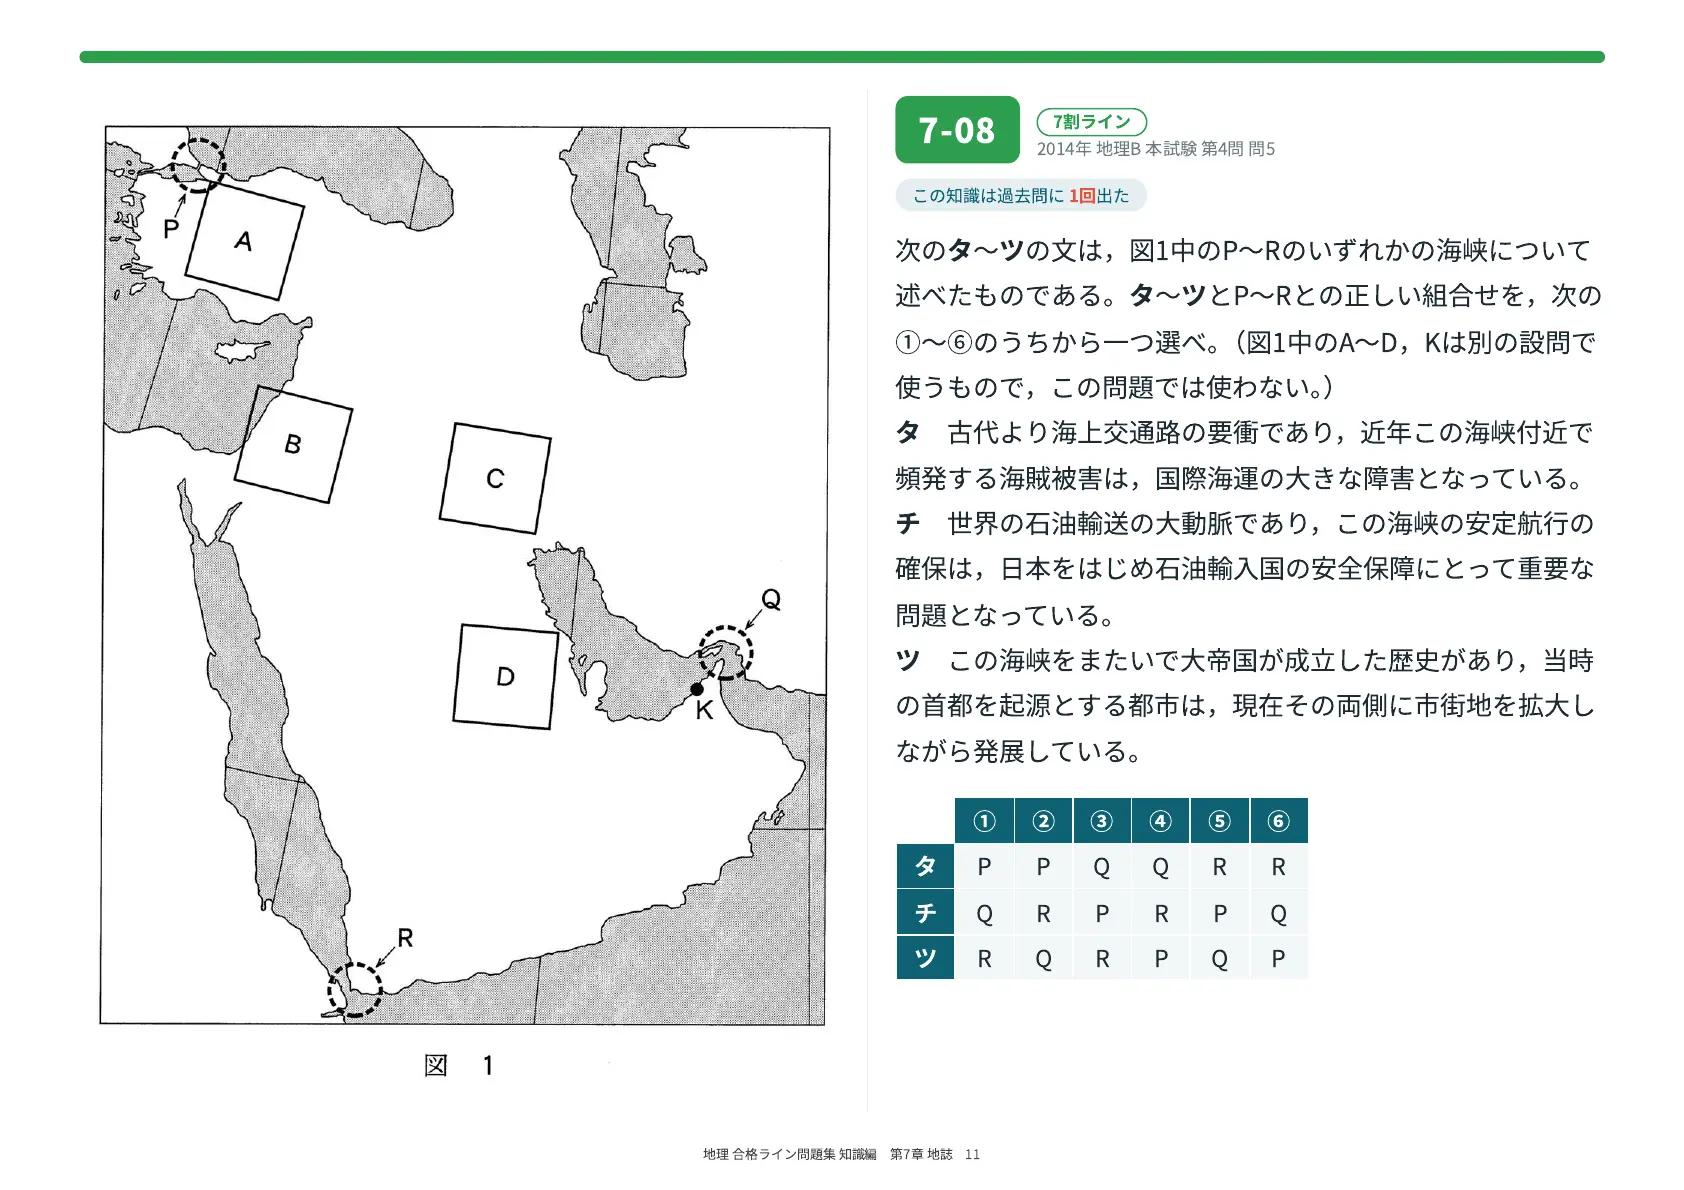 P
A
B
C
D
Q
K
R
図 1
7-08
7割ライン
2014年 地理B 本試験 第4問 問5
この知識は過去問に 1回出た
次のタ～ツの文は，図1中のP～Rのいずれかの海峡について
述べたものである。タ～ツとP～Rとの正しい組合せを，次の
①～⑥のうちから一つ選べ。（図1中のA～D，Kは別の設問で
使うもので，この問題では使わない。）
タ　古代より海上交通路の要衝であり，近年この海峡付近で
頻発する海賊被害は，国際海運の大きな障害となっている。
チ　世界の石油輸送の大動脈であり，この海峡の安定航行の
確保は，日本をはじめ石油輸入国の安全保障にとって重要な
問題となっている。
ツ　この海峡をまたいで大帝国が成立した歴史があり，当時
の首都を起源とする都市は，現在その両側に市街地を拡大し
ながら発展している。
① ② ③ ④ ⑤ ⑥
タ P P Q Q R R
チ Q R P R P Q
ツ R Q R P Q P
地理 合格ライン問題集 知識編　第7章 地誌　11